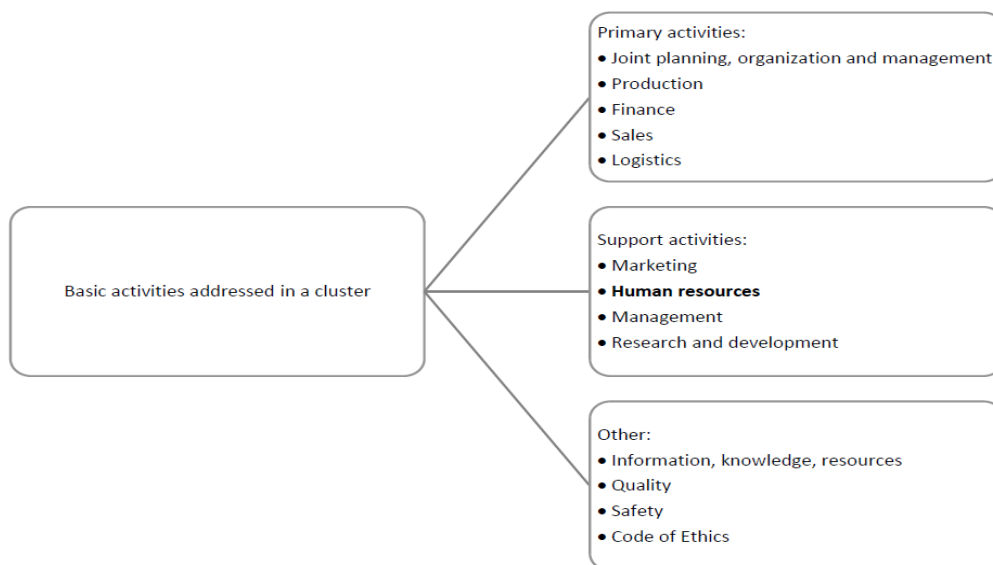 Basic activities addressed in a cluster
Primary activities:
• Joint planning, organization and management
• Production
• Finance
• Sales
• Logistics
Support activities:
• Marketing
• Human resources
• Management
• Research and development
Other:
• Information, knowledge, resources
• Quality
• Safety
• Code of Ethics